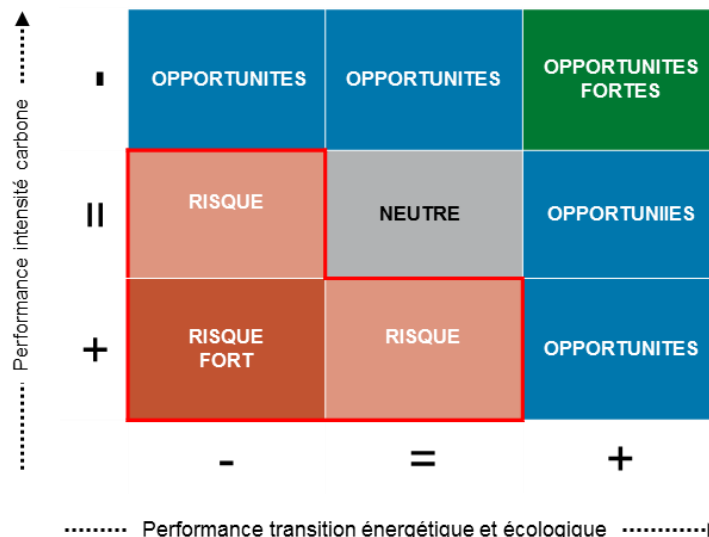 Performance intensité carbone
-
OPPORTUNITES
OPPORTUNITES
OPPORTUNITES
FORTES
=
RISQUE
NEUTRE
OPPORTUNIIES
+
RISQUE
FORT
RISQUE
OPPORTUNITES
-
=
+
Performance transition énergétique et écologique